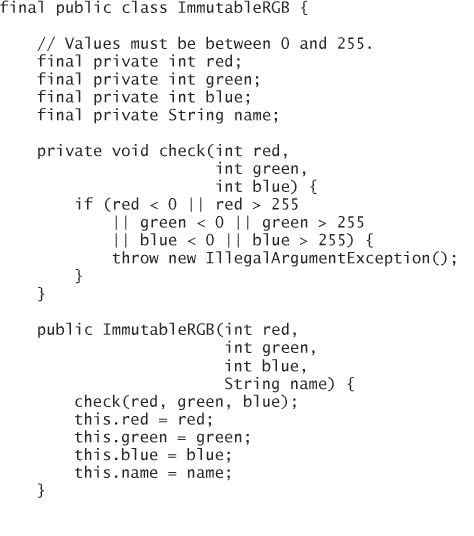 final public class ImmutableRGB {
// Values must be between 0 and 255.
final private int red;
final private int green;
final private int blue;
final private String name;
private void check(int red,
int green,
int blue) {
if (red < 0 || red > 255
|| green < 0 || green > 255
|| blue < 0 || blue > 255) {
throw new IllegalArgumentException();
}
}
public ImmutableRGB(int red,
int green,
int blue,
String name) {
check(red, green, blue);
this.red = red;
this.green = green;
this.blue = blue;
this.name = name;
}